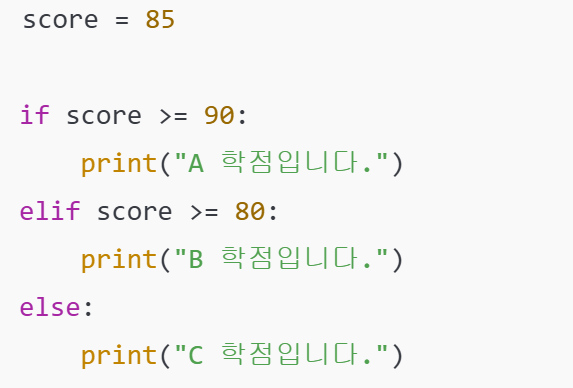 score = 85
if score >= 90:
    print("A 학점입니다.")
elif score >= 80:
    print("B 학점입니다.")
else:
    print("C 학점입니다.")